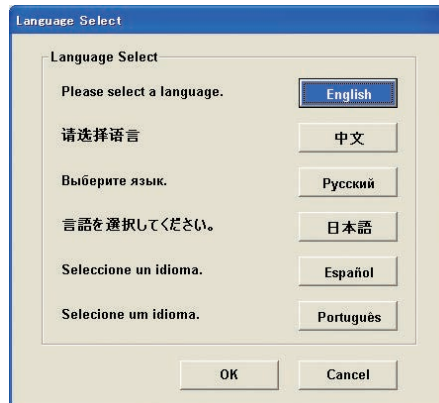 Language Select
Language Select
Please select a language. English
请选择语言 中文
Выберите язык. Русский
言語を選択してください。 日本語
Seleccione un idioma. Español
Selecione um idioma. Português
OK Cancel